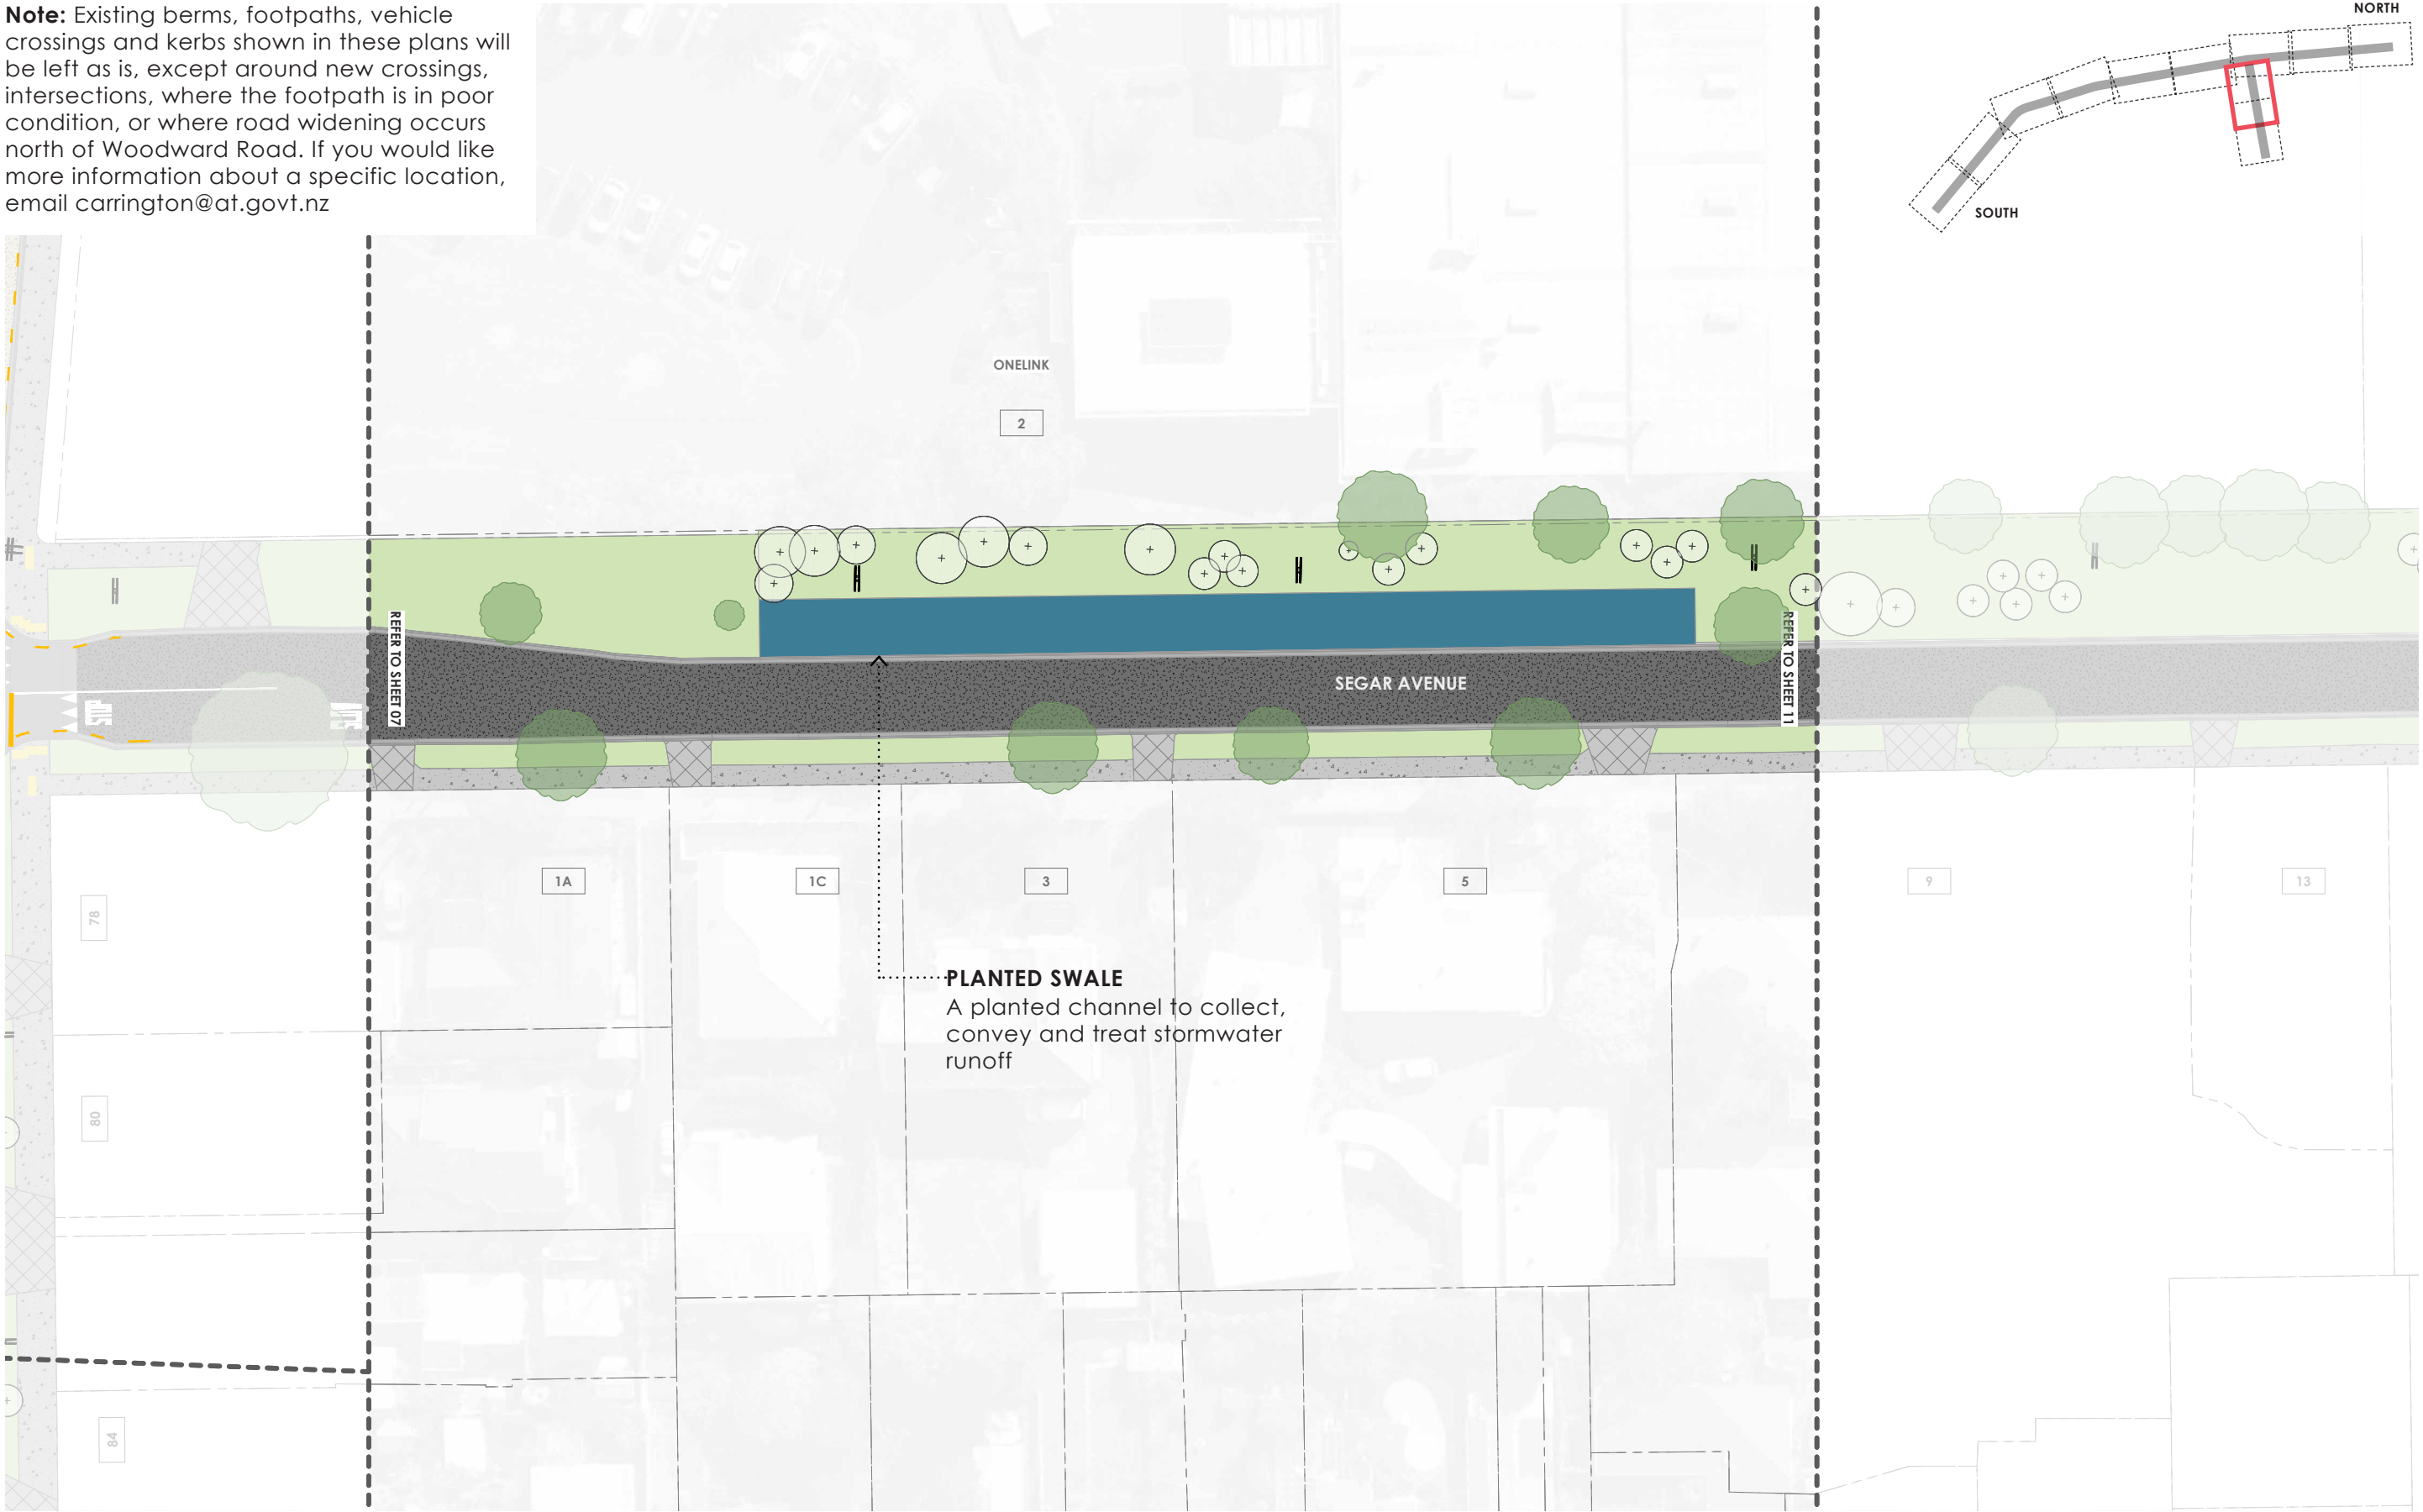 Note: Existing berms, footpaths, vehicle
crossings and kerbs shown in these plans will
be left as is, except around new crossings,
intersections, where the footpath is in poor
condition, or where road widening occurs
north of Woodward Road. If you would like
more information about a specific location,
email carrington@at.govt.nz
NORTH
SOUTH
ONELINK
2
REFER TO SHEET 07
REFER TO SHEET 11
SEGAR AVENUE
STOP
1A
1C
3
5
9
13
78
80
84
PLANTED SWALE
A planted channel to collect,
convey and treat stormwater
runoff